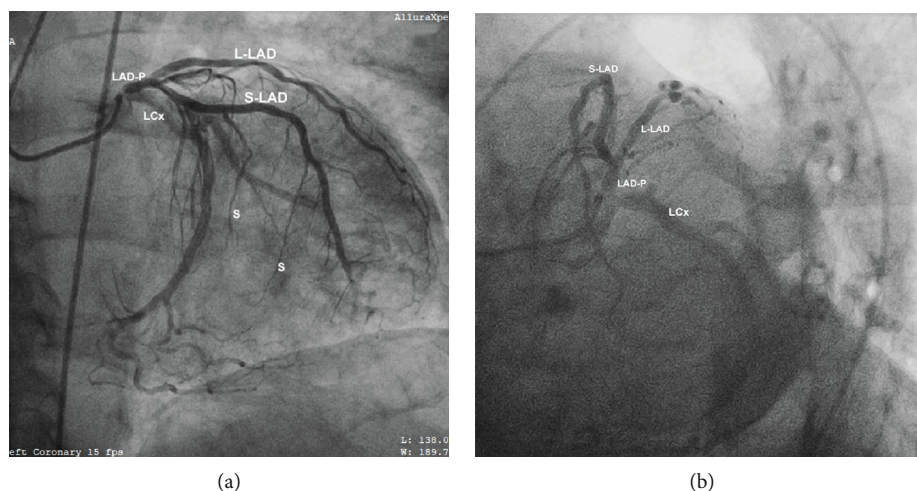 AlluraXpe
A
L-LAD
LAD-P
S-LAD
LCx
S
S
L: 138.0
eft Coronary 15 fps
W: 189.7
(a)
S-LAD
L-LAD
LAD-P
LCx
(b)